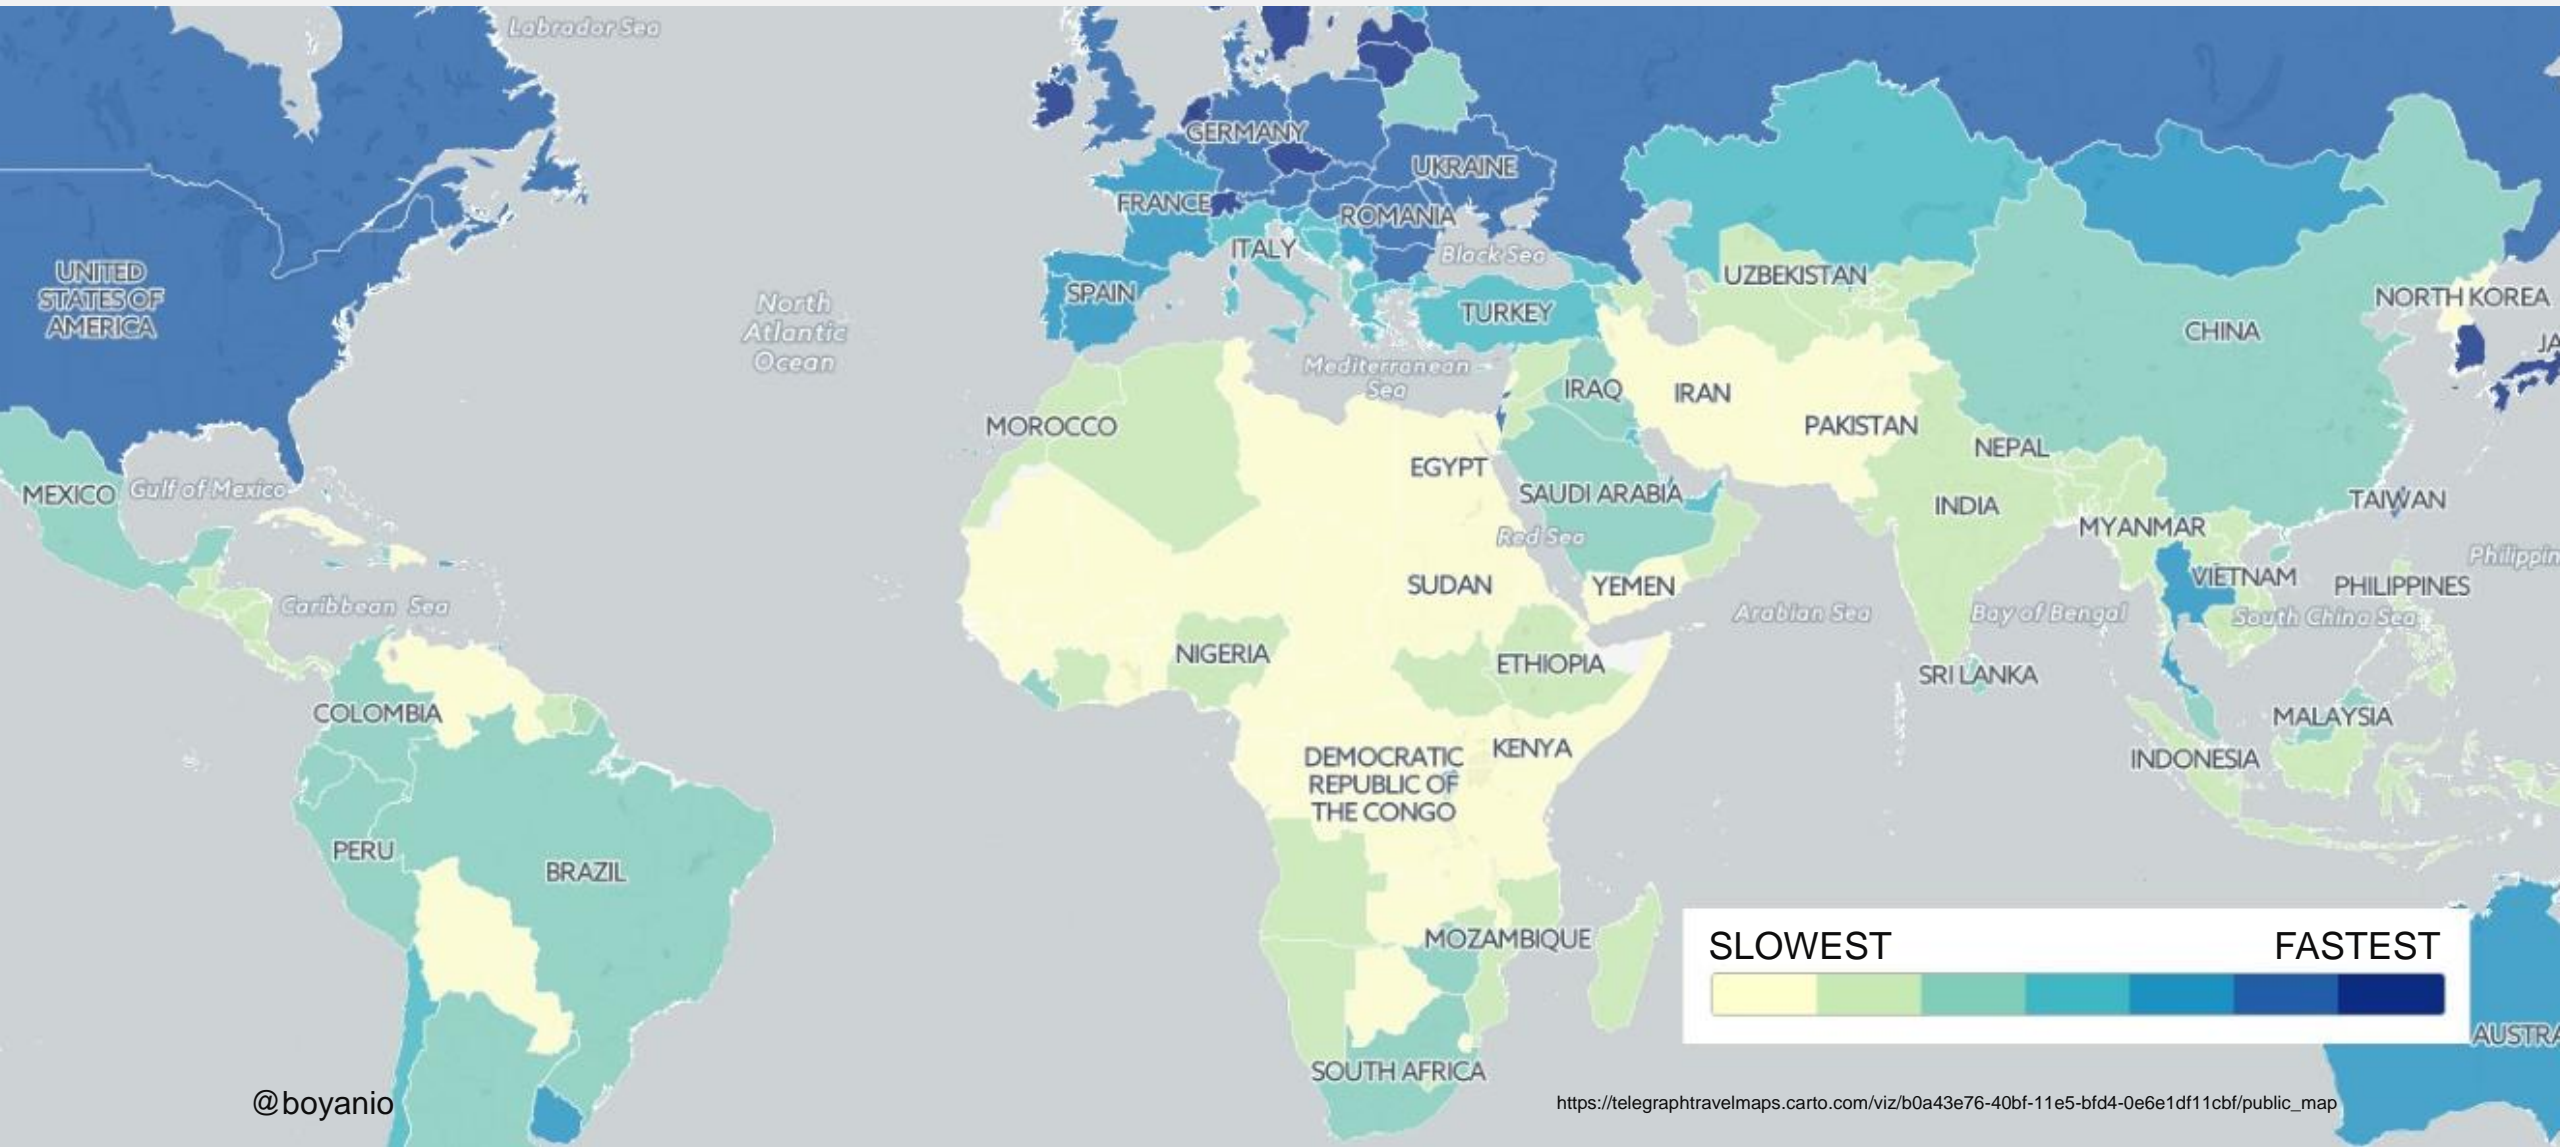 Labrador Sea
GERMANY
UKRAINE
FRANCE
ROMANIA
ITALY
Black Sea
UNITED
STATES OF
AMERICA
North
Atlantic
Ocean
SPAIN
TURKEY
UZBEKISTAN
NORTH KOREA
CHINA
JA
Mediterranean
Sea
IRAQ
IRAN
MOROCCO
PAKISTAN
NEPAL
EGYPT
MEXICO
Gulf of Mexico
SAUDI ARABIA
INDIA
TAIWAN
MYANMAR
Red Sea
Philippin
SUDAN
YEMEN
VIETNAM
PHILIPPINES
Caribbean Sea
Arabian Sea
Bay of Bengal
South China Sea
NIGERIA
ETHIOPIA
SRI LANKA
COLOMBIA
MALAYSIA
DEMOCRATIC
REPUBLIC OF
THE CONGO
KENYA
INDONESIA
PERU
BRAZIL
MOZAMBIQUE
SLOWEST
FASTEST
AUSTRA
SOUTH AFRICA
@boyanio
https://telegraphtravelmaps.carto.com/viz/b0a43e76-40bf-11e5-bfd4-0e6e1df11cbf/public_map